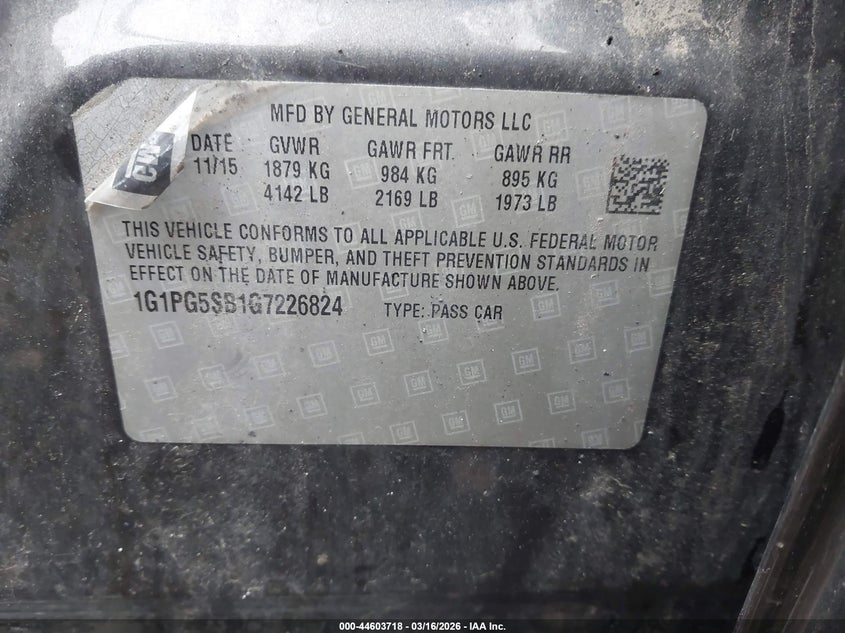 MFD BY GENERAL MOTORS LLC
DATE GVWR GAWR FRT. GAWR RR
11/15 1879 KG 984 KG 895 KG
4142 LB 2169 LB 1973 LB
THIS VEHICLE CONFORMS TO ALL APPLICABLE U.S. FEDERAL MOTOR
VEHICLE SAFETY, BUMPER, AND THEFT PREVENTION STANDARDS IN
EFFECT ON THE DATE OF MANUFACTURE SHOWN ABOVE.
1G1PG5SB1G7226824 TYPE: PASS CAR
000-44603718 - 03/16/2026 - IAA Inc.